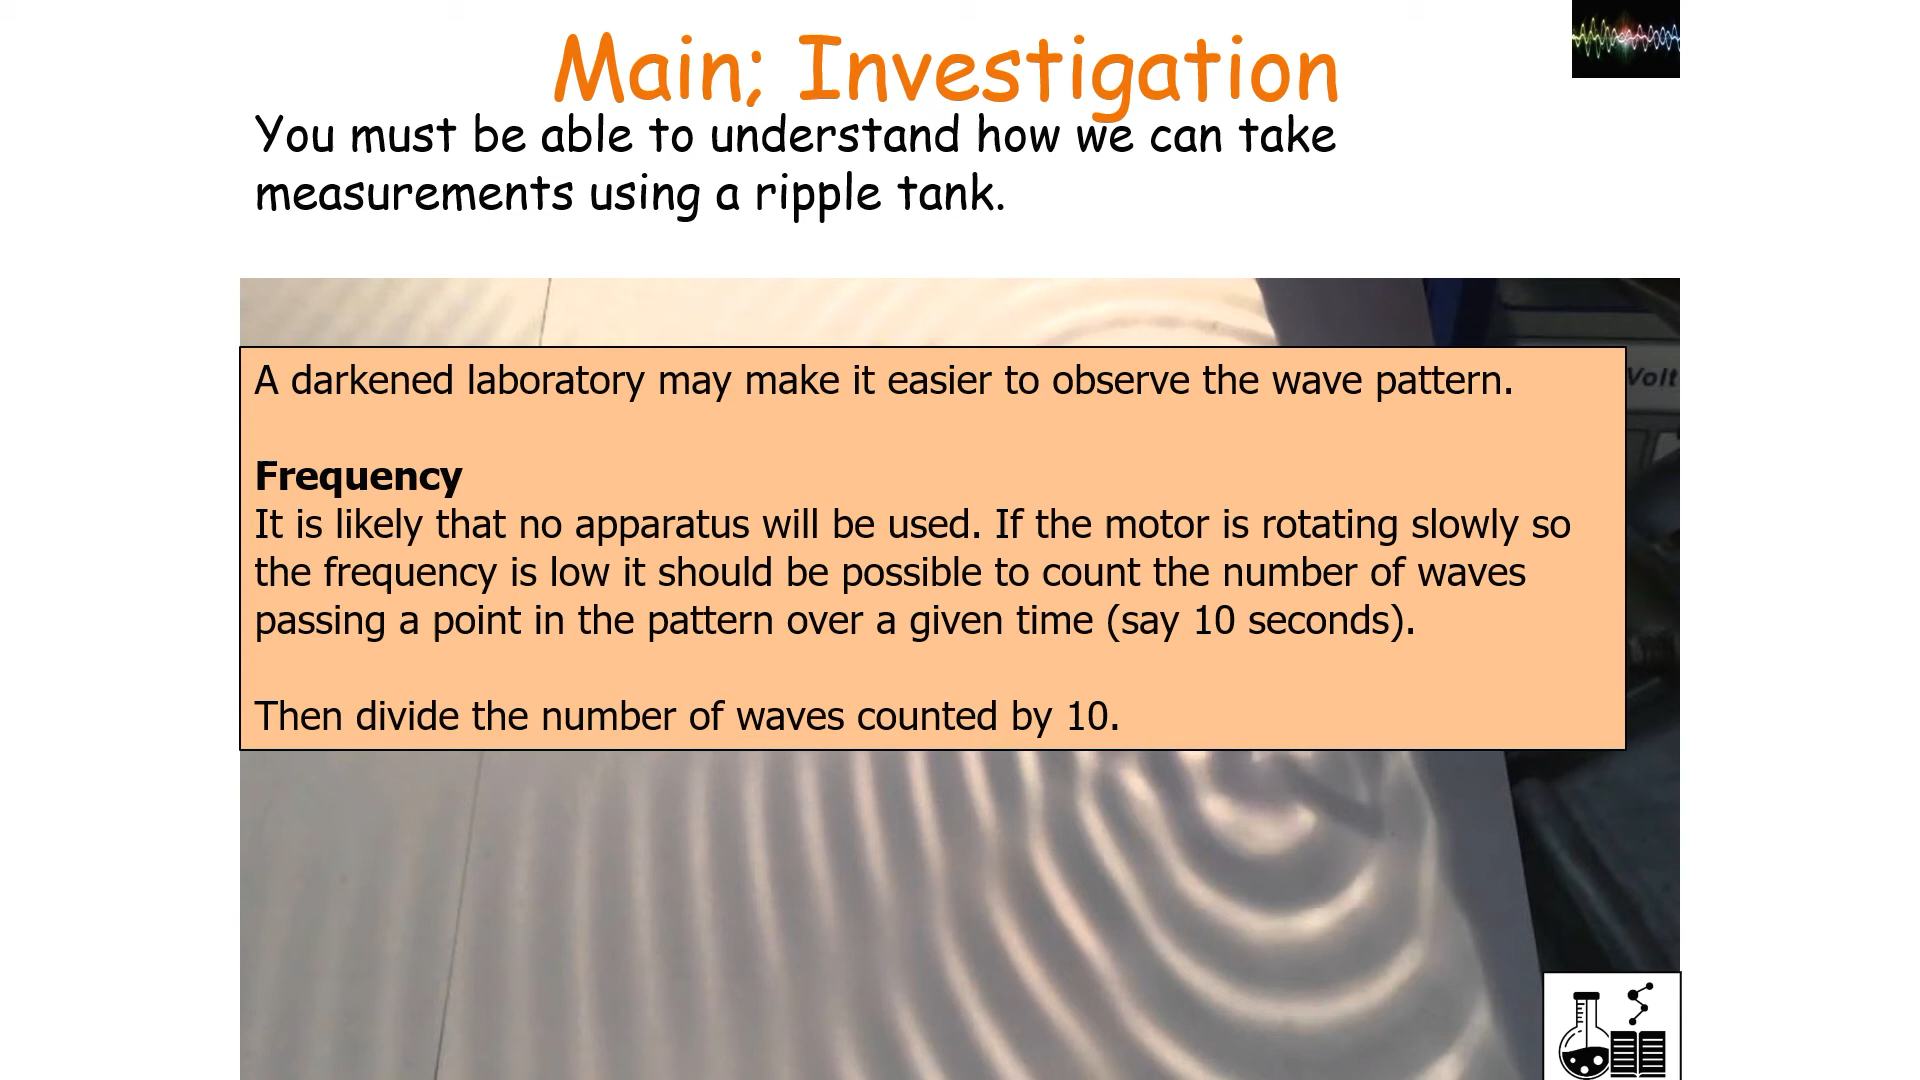 Main; Investigation
You must be able to understand how we can take
measurements using a ripple tank.
Volt
A darkened laboratory may make it easier to observe the wave pattern.
Frequency
It is likely that no apparatus will be used. If the motor is rotating slowly so
the frequency is low it should be possible to count the number of waves
passing a point in the pattern over a given time (say 10 seconds).
Then divide the number of waves counted by 10.